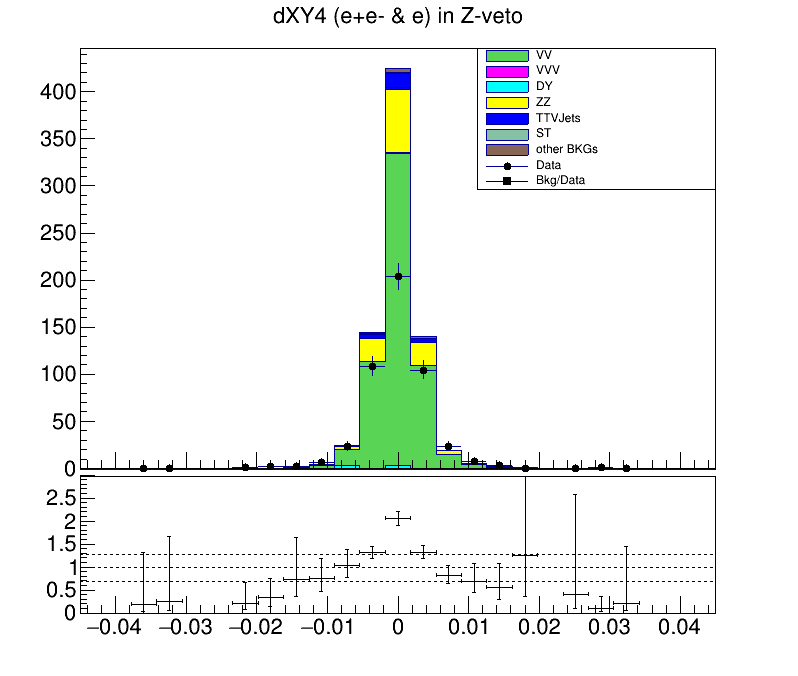 dXY4 (e+e- & e) in Z-veto
VV
VVV
DY
ZZ
TTVJets
ST
other BKGs
Data
Bkg/Data
400
350
300
250
200
150
100
50
0
2.5
2
1.5
1
0.5
0
−0.04 −0.03 −0.02 −0.01 0 0.01 0.02 0.03 0.04